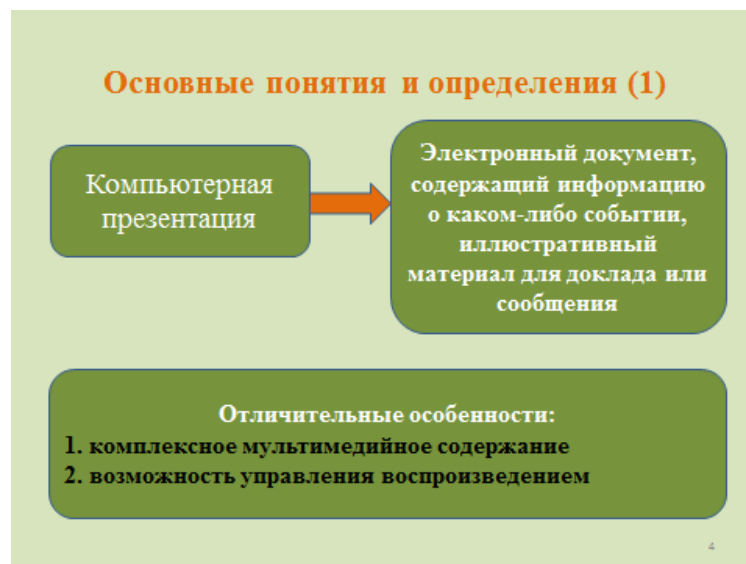 Основные понятия и определения (1)
Компьютерная
презентация
Электронный документ,
содержащий информацию
о каком-либо событии,
иллюстративный
материал для доклада или
сообщения
Отличительные особенности:
1. комплексное мультимедийное содержание
2. возможность управления воспроизведением
4